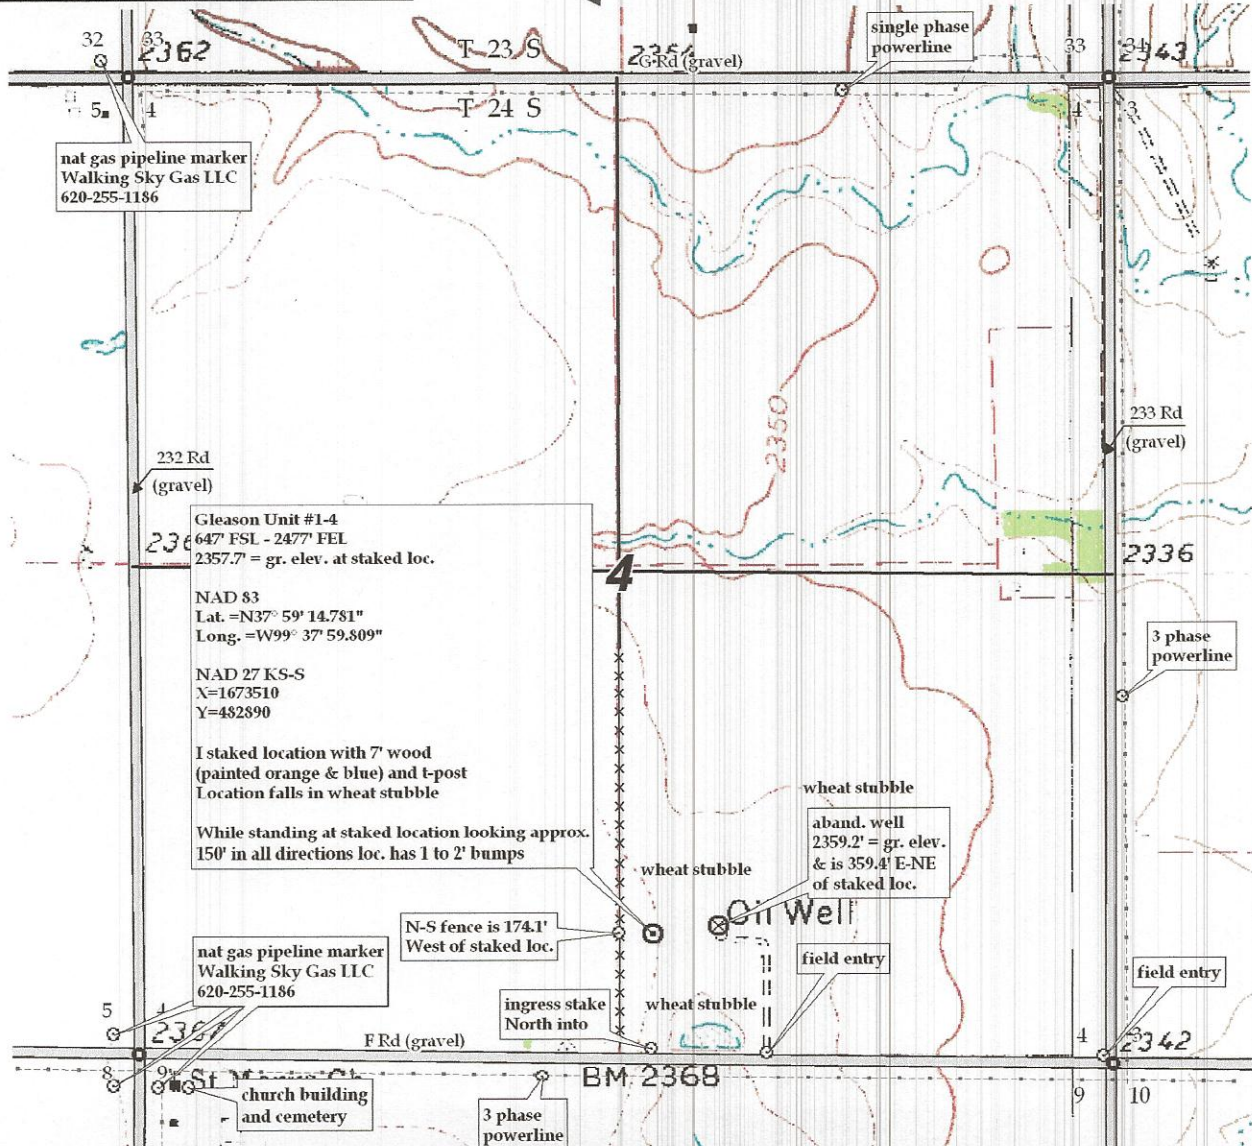 32
33
2362
T 23 S
2354
G Rd (gravel)
single phase
powerline
33
34
2343
5
4
T 24 S
4
3
nat gas pipeline marker
Walking Sky Gas LLC
620-255-1186
2350
233 Rd
(gravel)
232 Rd
(gravel)
Gleason Unit #1-4
647' FSL - 2477' FEL
2357.7' = gr. elev. at staked loc.
NAD 83
Lat. =N37° 59' 14.781"
Long. =W99° 37' 59.809"
NAD 27 KS-S
X=1673510
Y=482890
I staked location with 7' wood
(painted orange & blue) and t-post
Location falls in wheat stubble
While standing at staked location looking approx.
150' in all directions loc. has 1 to 2' bumps
4
2336
3 phase
powerline
wheat stubble
aband. well
2359.2' = gr. elev.
& is 359.4' E-NE
of staked loc.
wheat stubble
Oil Well
N-S fence is 174.1'
West of staked loc.
nat gas pipeline marker
Walking Sky Gas LLC
620-255-1186
field entry
field entry
ingress stake
North into
wheat stubble
5
4
F Rd (gravel)
4
3
2342
8
9
St
BM 2368
church building
and cemetery
3 phase
powerline
9
10